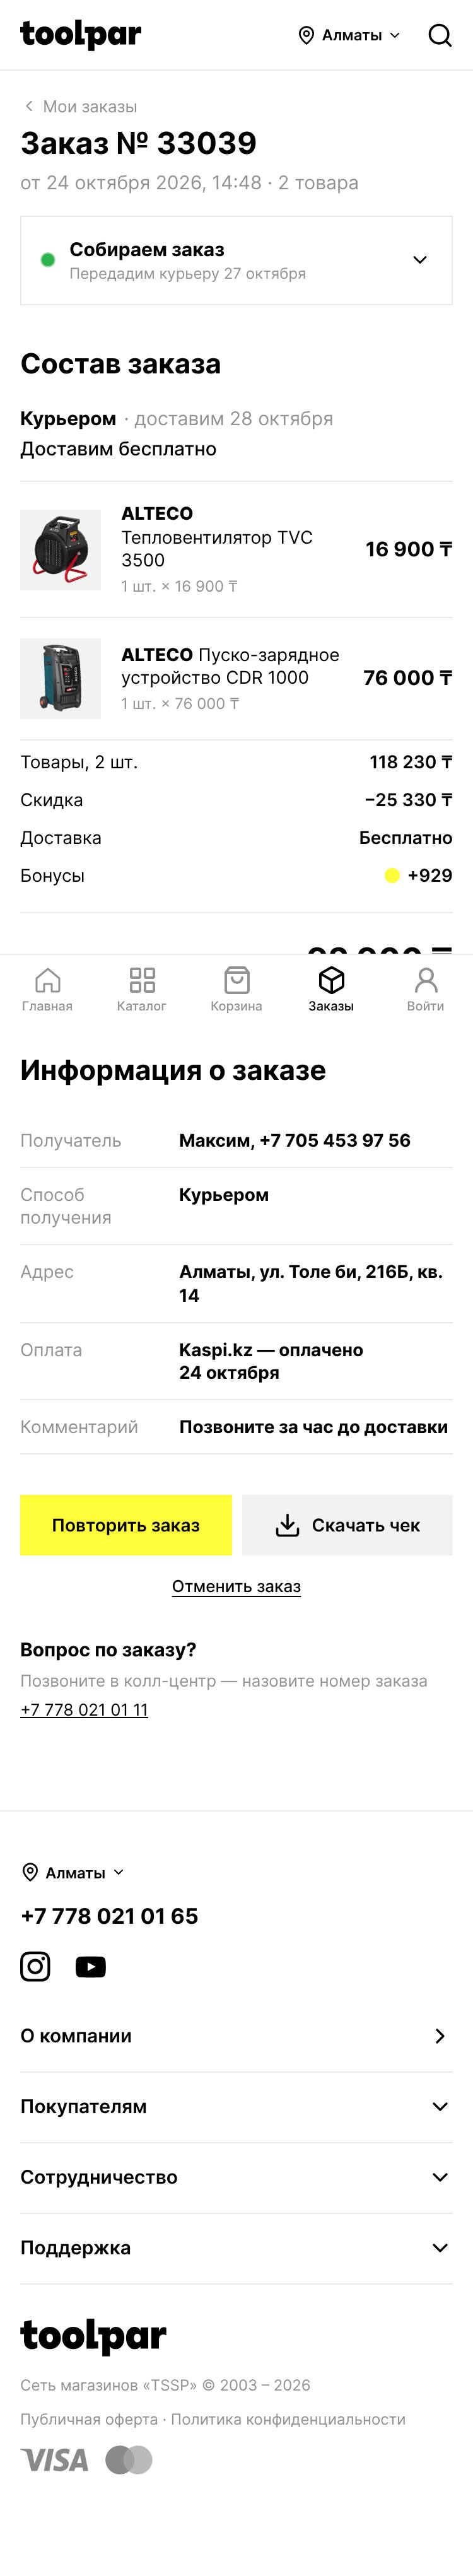 toolpar
Алматы
Мои заказы
Заказ № 33039
от 24 октября 2026, 14:48 · 2 товара
Собираем заказ
Передадим курьеру 27 октября
Состав заказа
Курьером · доставим 28 октября
Доставим бесплатно
ALTECO
Тепловентилятор TVC
3500
1 шт. × 16 900 ₸
16 900 ₸
ALTECO Пуско-зарядное
устройство CDR 1000
1 шт. × 76 000 ₸
76 000 ₸
Товары, 2 шт. 118 230 ₸
Скидка −25 330 ₸
Доставка Бесплатно
Бонусы +929
Главная
Каталог
Корзина
Заказы
Войти
Информация о заказе
Получатель Максим, +7 705 453 97 56
Способ
получения
Курьером
Адрес Алматы, ул. Толе би, 216Б, кв.
14
Оплата Kaspi.kz — оплачено
24 октября
Комментарий Позвоните за час до доставки
Повторить заказ
Скачать чек
Отменить заказ
Вопрос по заказу?
Позвоните в колл-центр — назовите номер заказа
+7 778 021 01 11
Алматы
+7 778 021 01 65
О компании
Покупателям
Сотрудничество
Поддержка
toolpar
Сеть магазинов «TSSP» © 2003 – 2026
Публичная оферта · Политика конфиденциальности
VISA